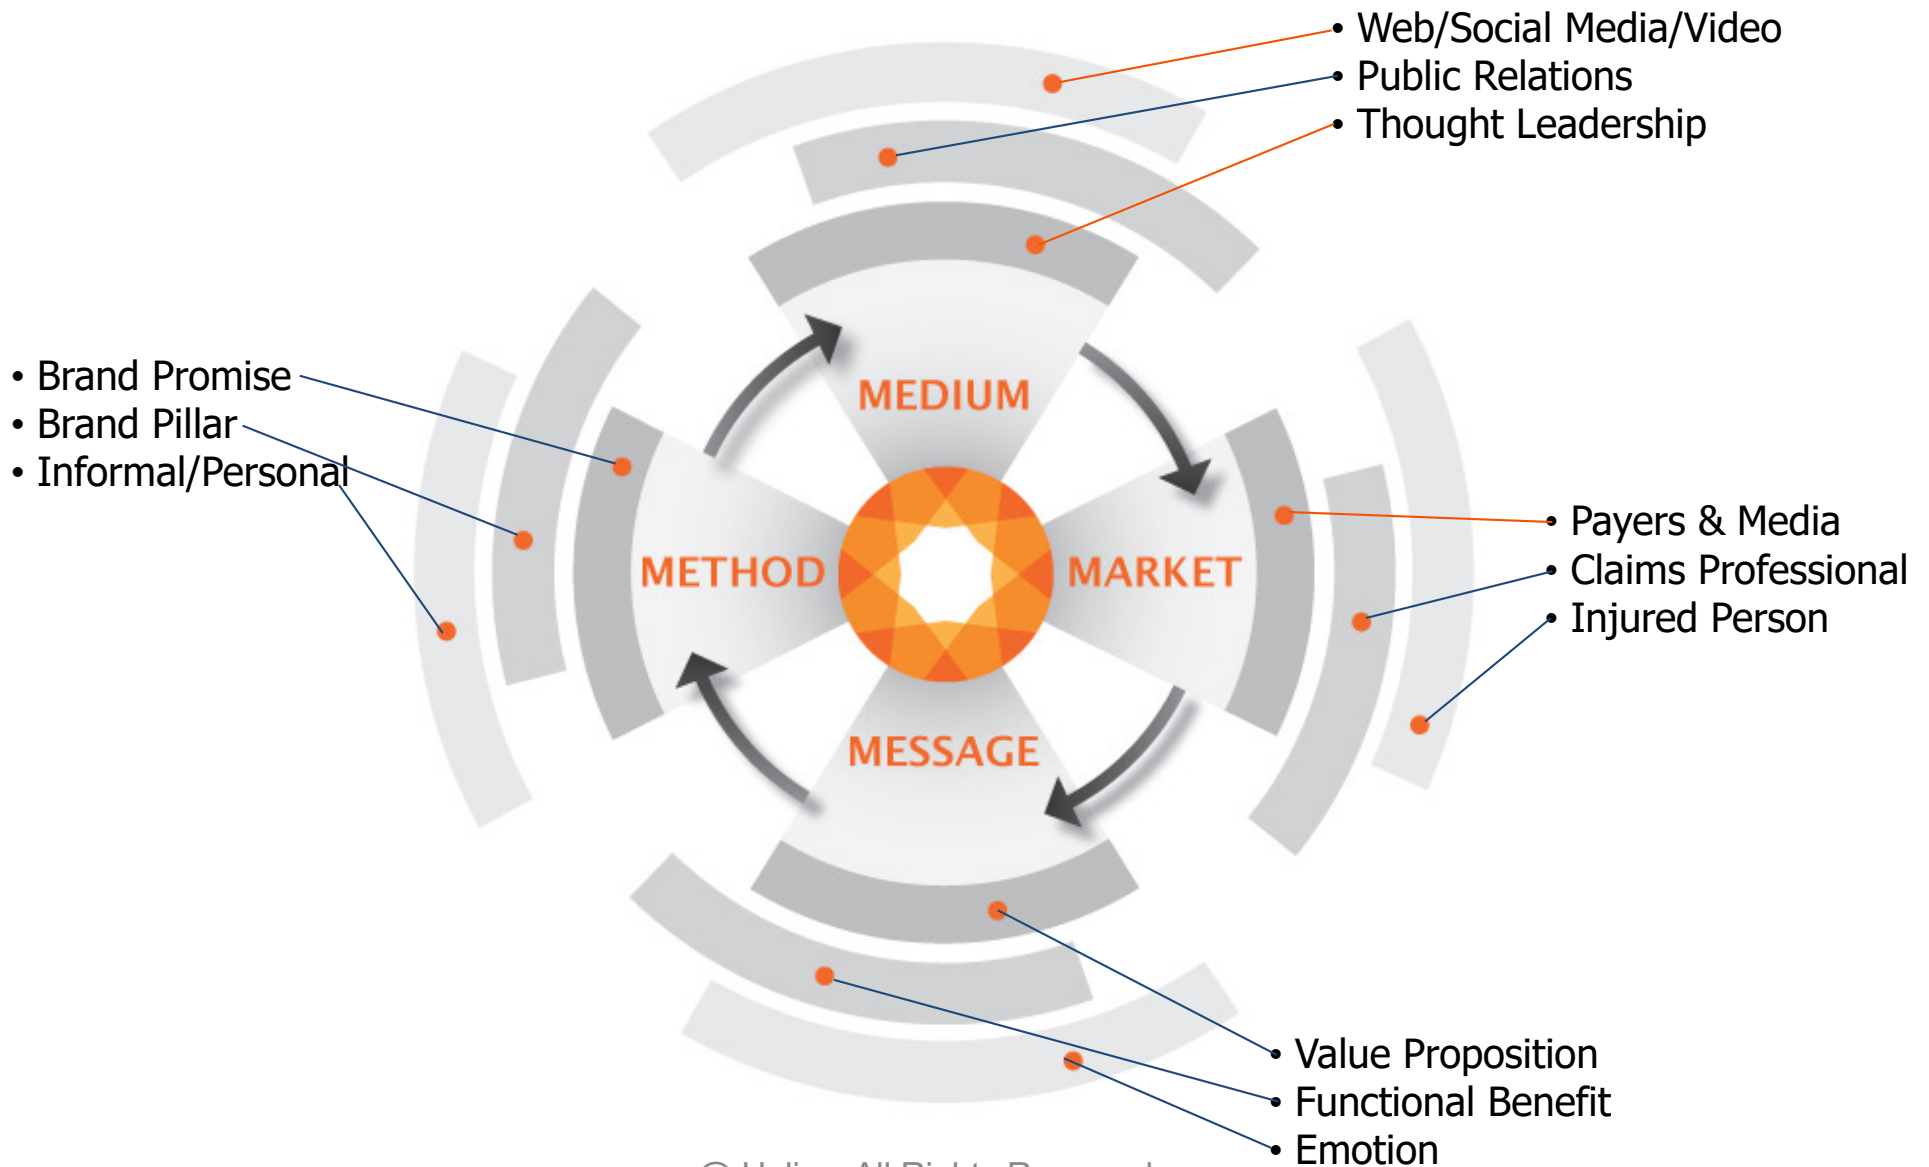 • Web/Social Media/Video
• Public Relations
• Thought Leadership
• Brand Promise
• Brand Pillar
• Informal/Personal
MEDIUM
METHOD
MARKET
MESSAGE
• Payers & Media
• Claims Professional
• Injured Person
• Value Proposition
• Functional Benefit
• Emotion